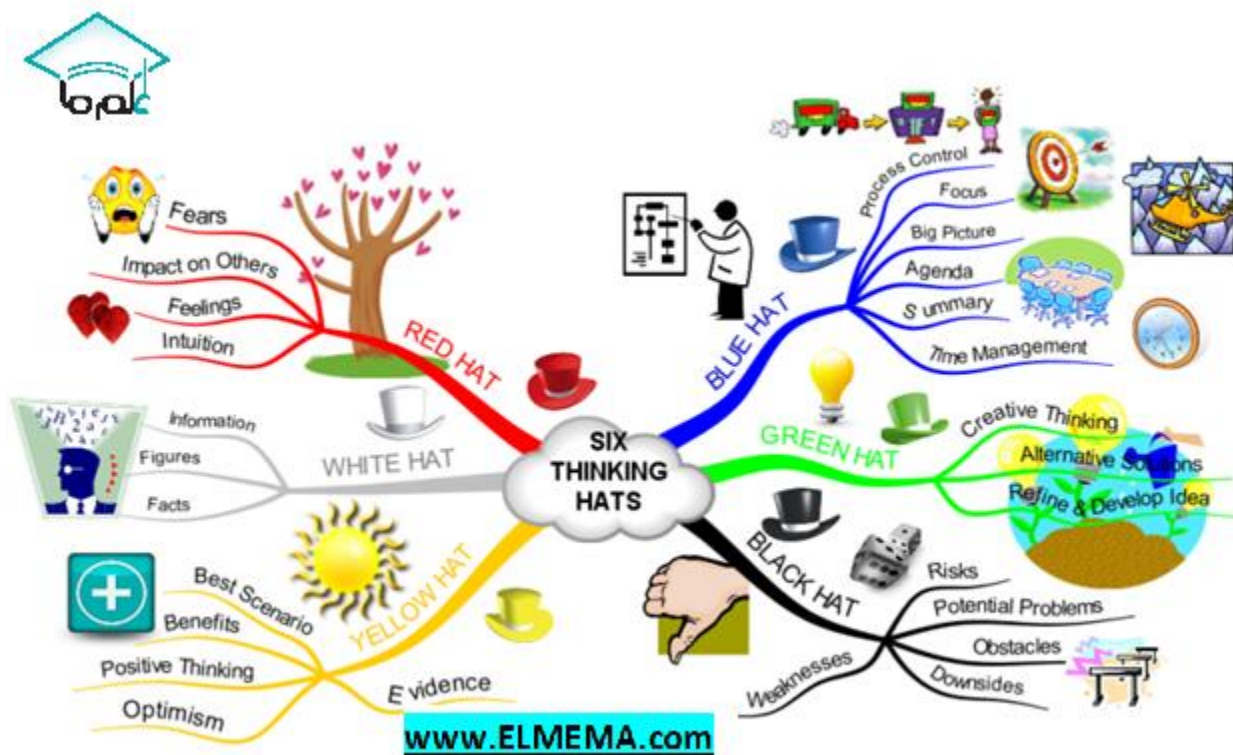 Fears
Impact on Others
Feelings
Intuition
RED HAT
Information
Figures
Facts
WHITE HAT
Best Scenario
Benefits
Positive Thinking
Optimism
Evidence
YELLOW HAT
SIX
THINKING
HATS
BLUE HAT
Process Control
Focus
Big Picture
Agenda
Summary
Time Management
GREEN HAT
Creative Thinking
Alternative Solutions
Refine & Develop Idea
BLACK HAT
Risks
Potential Problems
Obstacles
Downsides
Weaknesses
www.ELMEMA.com